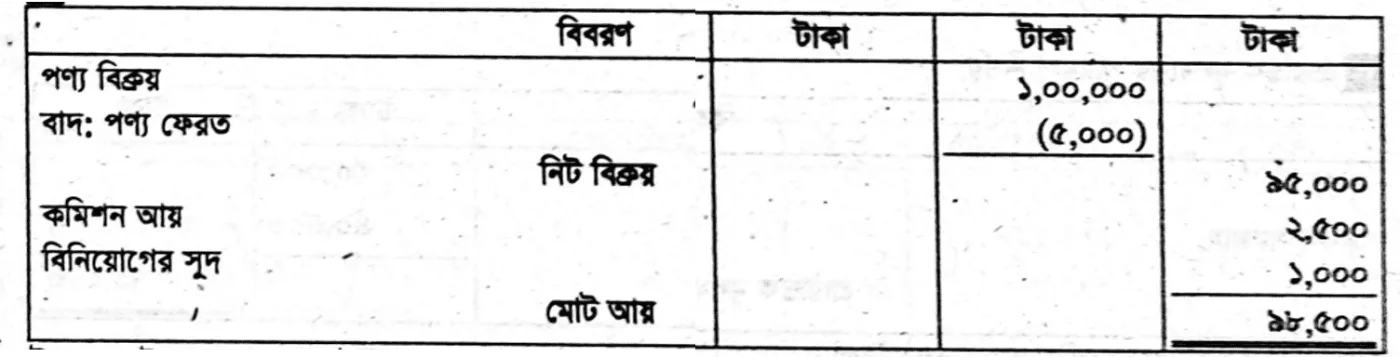 বিবরণ টাকা টাকা টাকা
পণ্য বিক্রয় ১,০০,০০০
বাদ: পণ্য ফেরত (৫,০০০)
নিট বিক্রয় ৯৫,০০০
কমিশন আয় ২,৫০০
বিনিয়োগের সুদ ১,০০০
মোট আয় ৯৮,৫০০